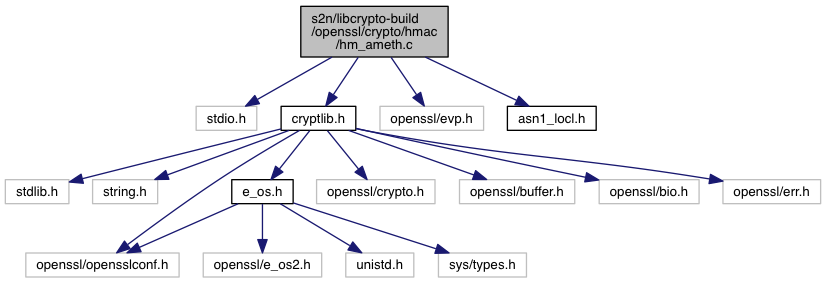 s2n/libcrypto-build
/openssl/crypto/hmac
/hm_ameth.c
stdio.h
cryptlib.h
openssl/evp.h
asn1_locl.h
stdlib.h
string.h
e_os.h
openssl/crypto.h
openssl/buffer.h
openssl/bio.h
openssl/err.h
openssl/opensslconf.h
openssl/e_os2.h
unistd.h
sys/types.h